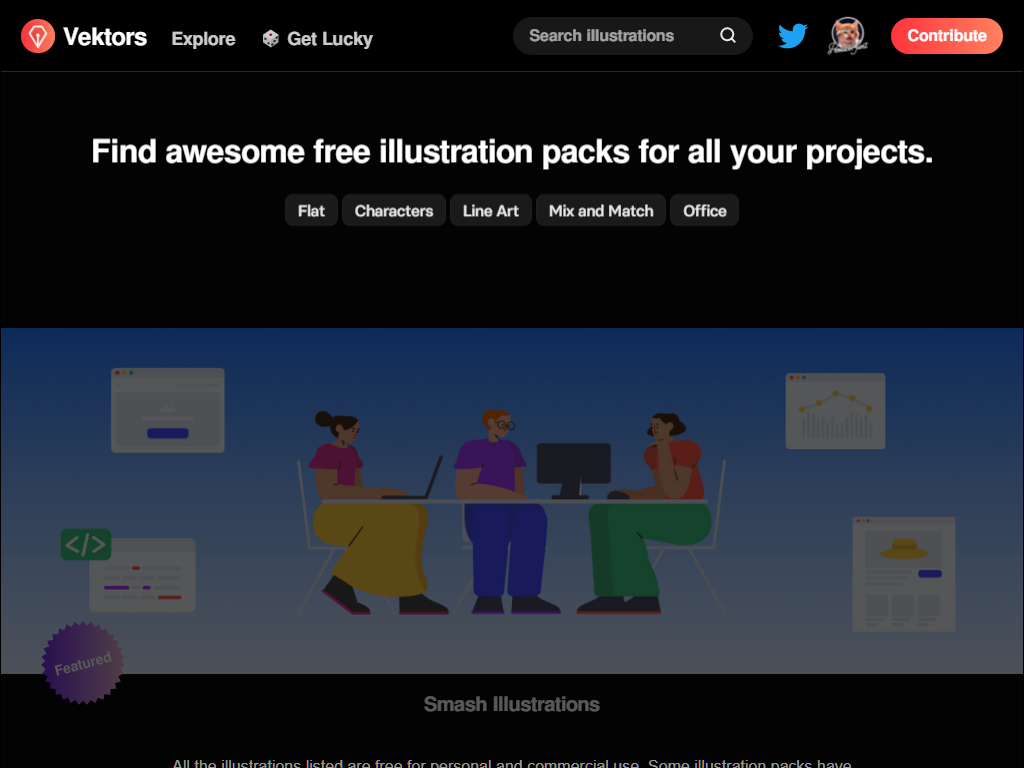 Vektors Explore Get Lucky Search illustrations Contribute
Find awesome free illustration packs for all your projects.
Flat Characters Line Art Mix and Match Office
</>
Featured
Smash Illustrations
All the illustrations listed are free for personal and commercial use. Some illustration packs have